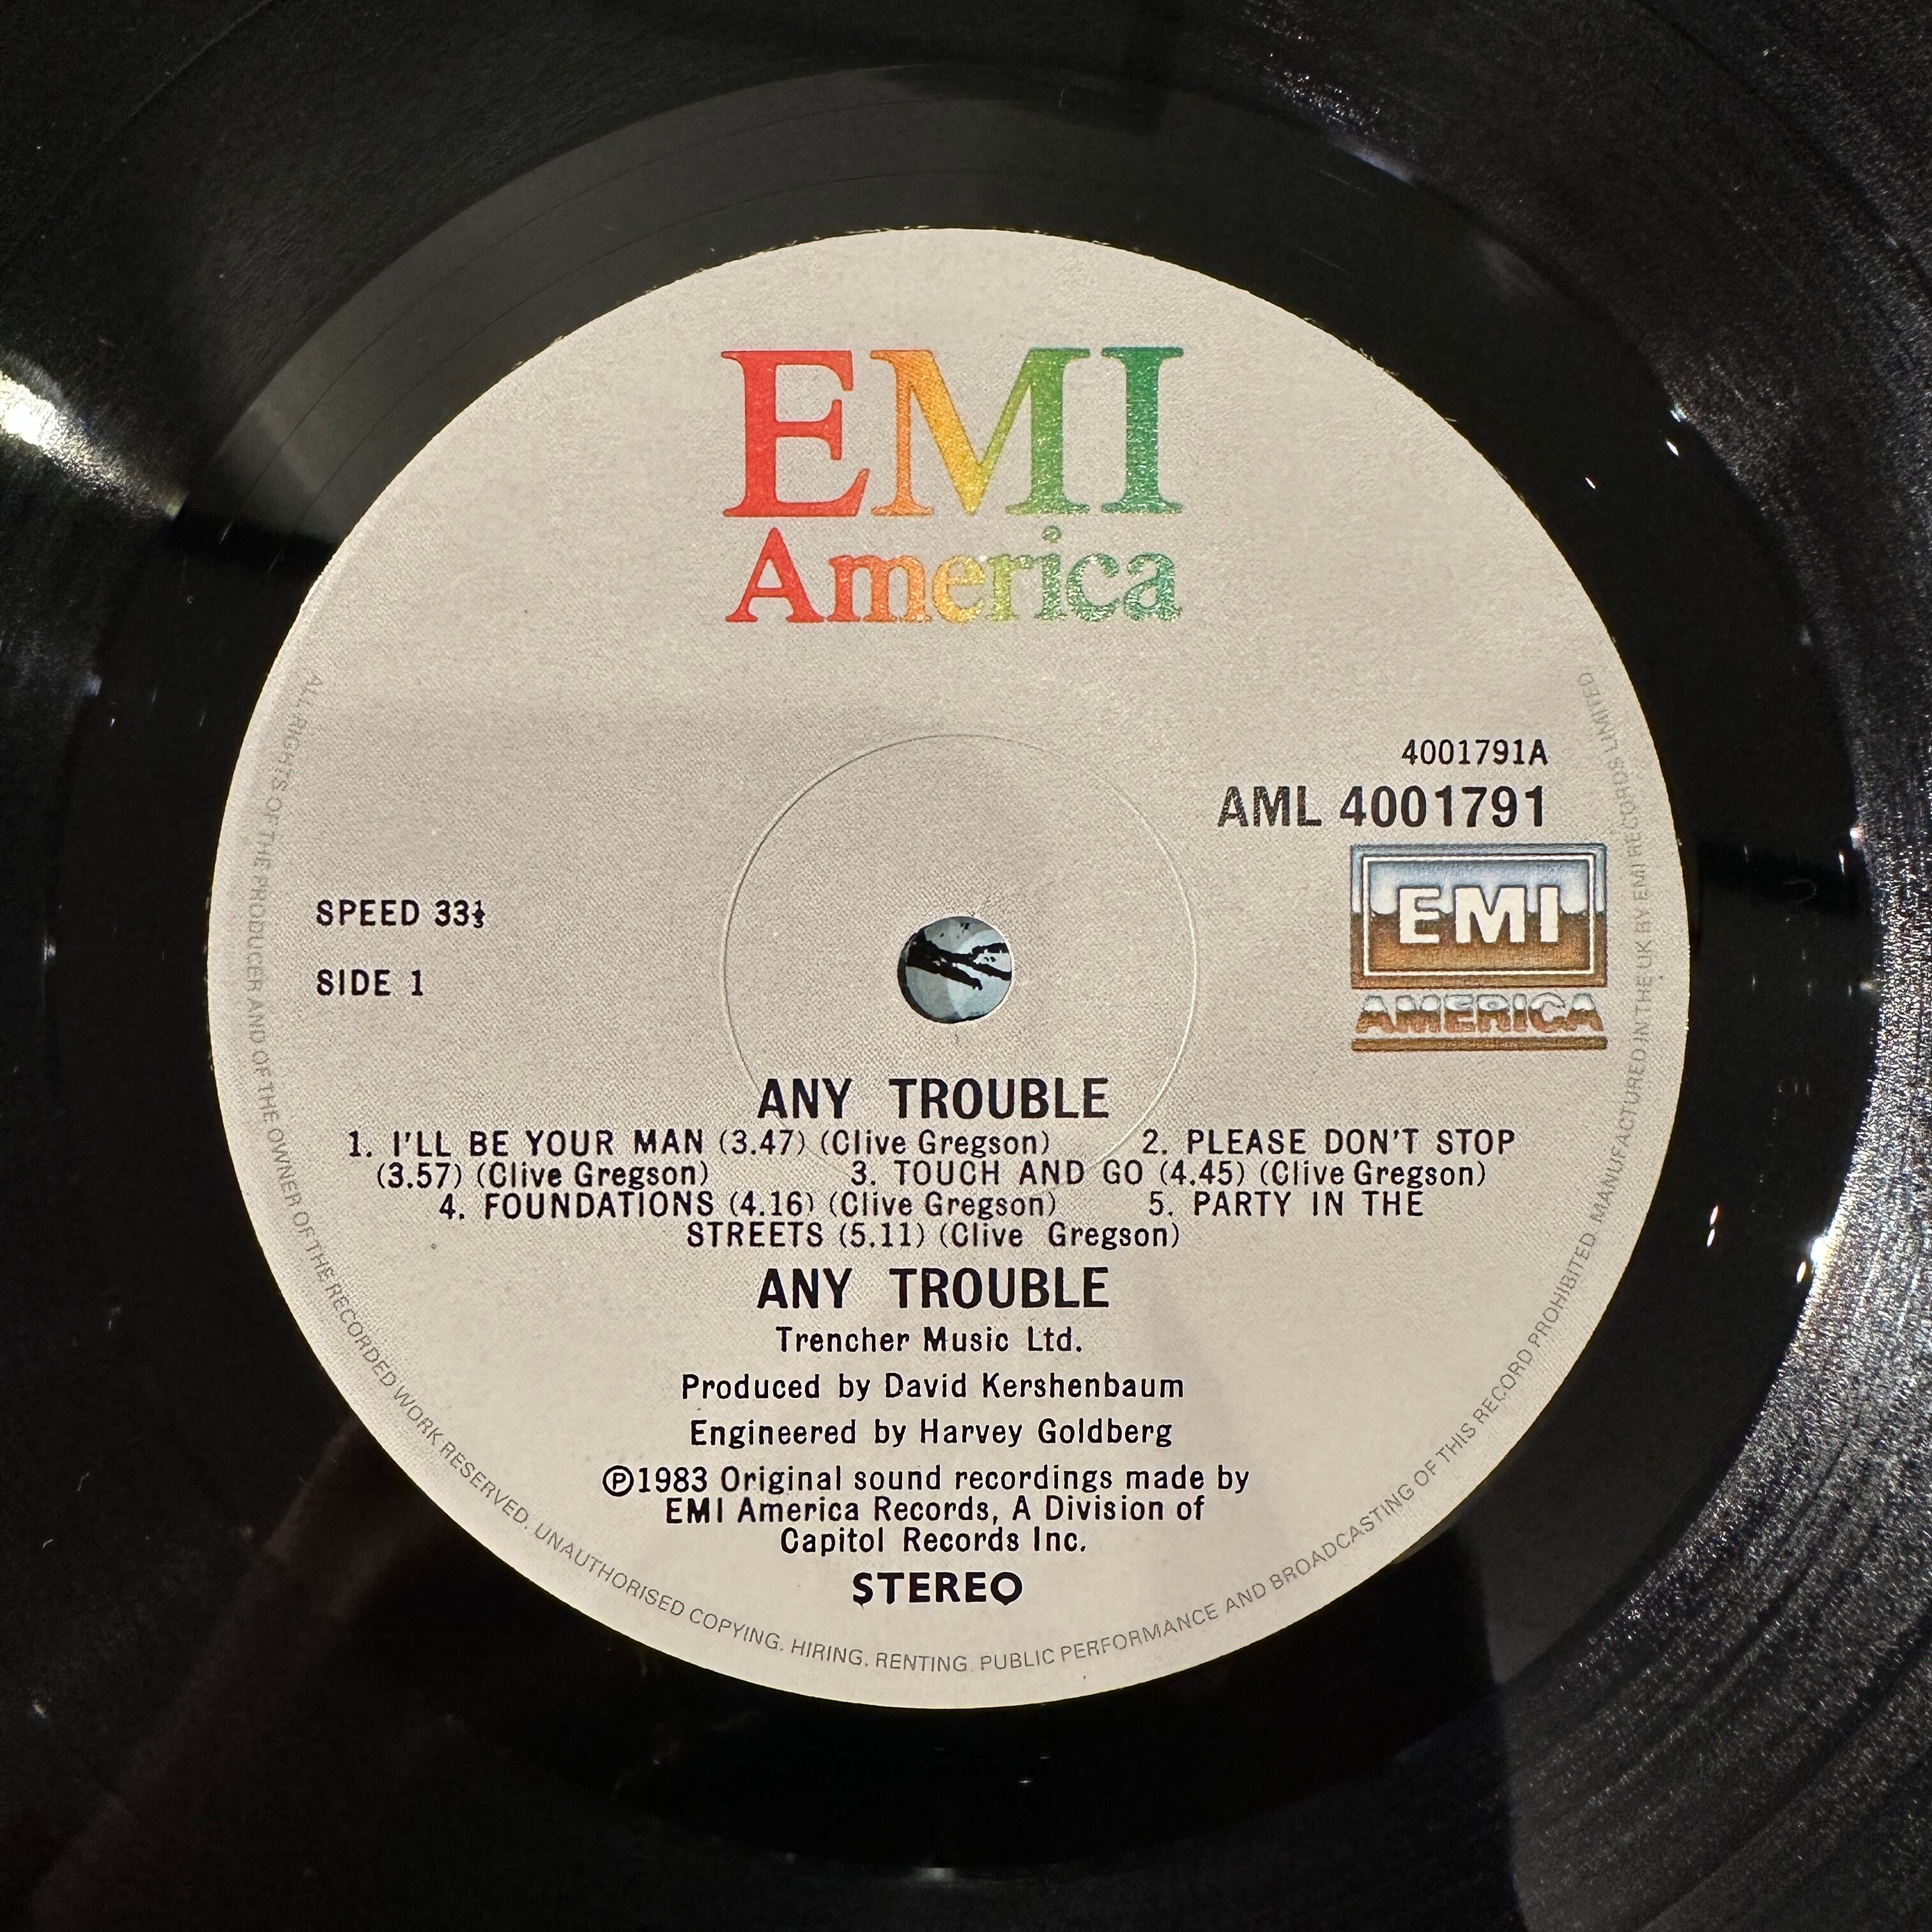 EMI
America
4001791A
AML 4001791
EMI
AMERICA
SPEED 33⅓
SIDE 1
ANY TROUBLE
1. I'LL BE YOUR MAN (3.47) (Clive Gregson) 2. PLEASE DON'T STOP
(3.57) (Clive Gregson) 3. TOUCH AND GO (4.45) (Clive Gregson)
4. FOUNDATIONS (4.16) (Clive Gregson) 5. PARTY IN THE
STREETS (5.11) (Clive Gregson)
ANY TROUBLE
Trencher Music Ltd.
Produced by David Kershenbaum
Engineered by Harvey Goldberg
Ⓟ1983 Original sound recordings made by
EMI America Records, A Division of
Capitol Records Inc.
STEREO
ALL RIGHTS OF THE PRODUCER AND OF THE OWNER OF THE RECORDED WORK RESERVED. UNAUTHORISED COPYING, HIRING, RENTING, PUBLIC PERFORMANCE AND BROADCASTING OF THIS RECORD PROHIBITED. MANUFACTURED IN THE UK BY EMI RECORDS LIMITED